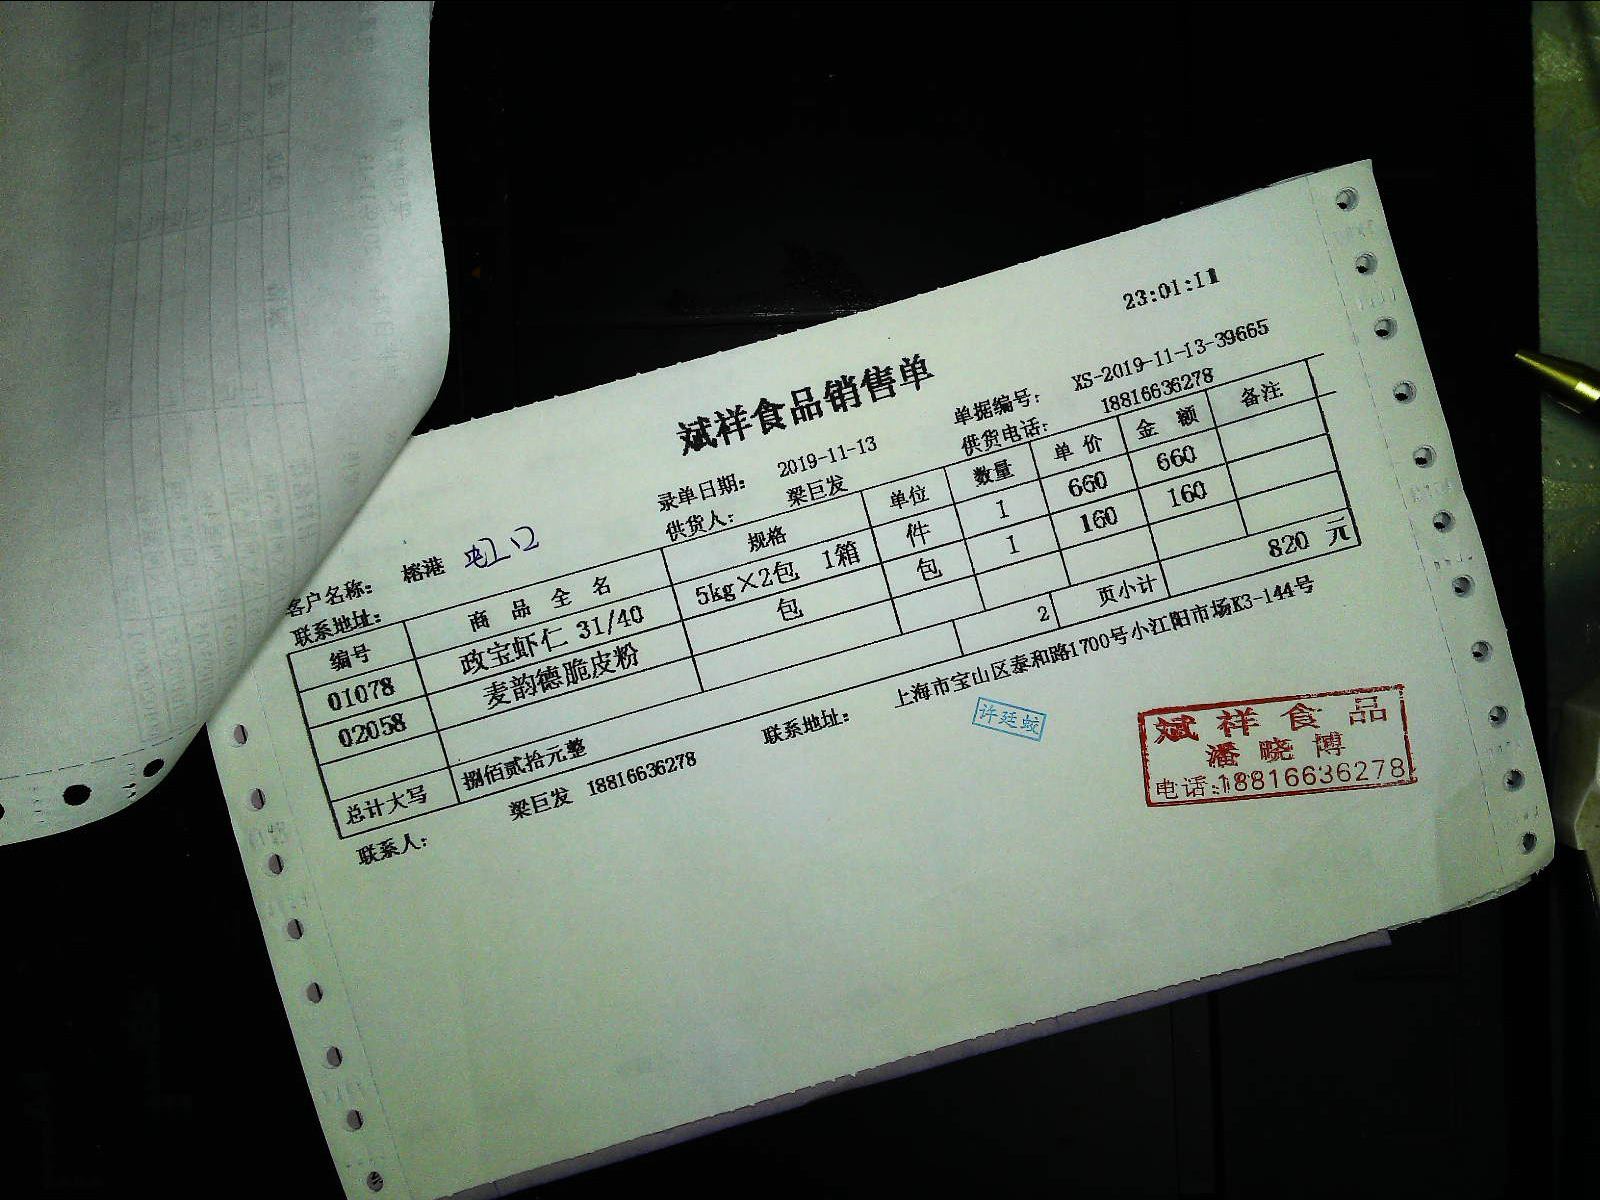 23:01:11
斌祥食品销售单
录单日期： 2019-11-13 单据编号： XS-2019-11-13-39665
客户名称： 榕港 供货人： 梁巨发 供货电话： 18816636278
联系地址：
编号 商品全名 规格 单位 数量 单价 金额 备注
01078 政宝虾仁 31/40 5kg×2包 1箱 件 1 660 660
02058 麦韵德脆皮粉 包 包 1 160 160
总计大写 捌佰贰拾元整 2 页小计 820 元
联系人： 梁巨发 18816636278 联系地址： 上海市宝山区泰和路1700号小江阳市场K3-144号
许廷蛟
斌祥食品
潘晓博
电话:18816636278